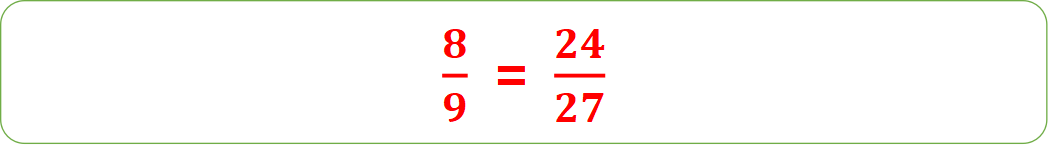 8/9 = 24/27